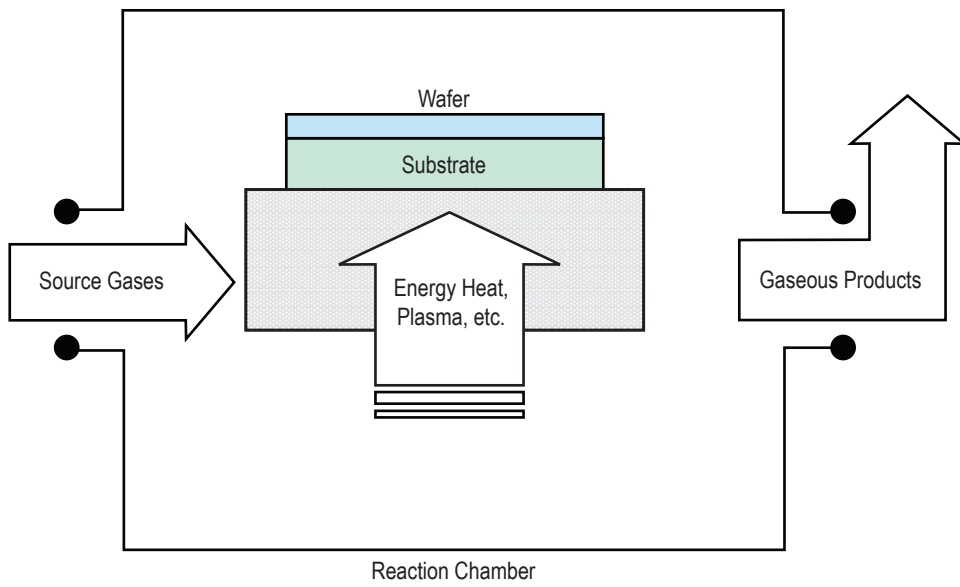 Wafer
Substrate
Source Gases
Energy Heat,
Plasma, etc.
Gaseous Products
Reaction Chamber